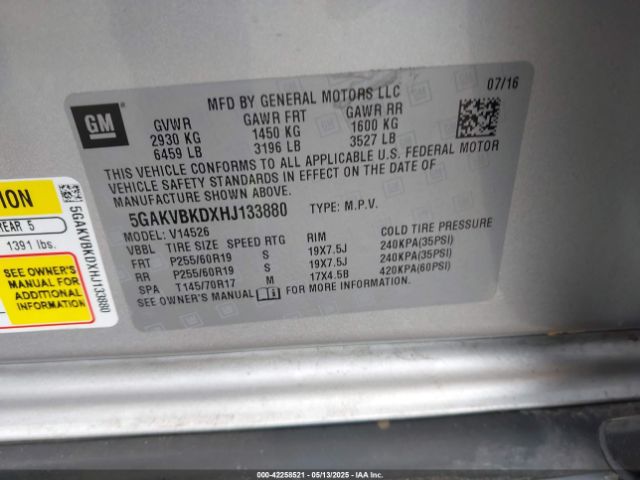 MFD BY GENERAL MOTORS LLC
07/16
GM
GVWR GAWR FRT GAWR RR
2930 KG 1450 KG 1600 KG
6459 LB 3196 LB 3527 LB
THIS VEHICLE CONFORMS TO ALL APPLICABLE U.S. FEDERAL MOTOR
VEHICLE SAFETY STANDARDS IN EFFECT ON THE DATE OF
MANUFACTURE SHOWN ABOVE.
5GAKVBKDXHJ133880 TYPE: M.P.V.
MODEL: V14526
VBBL TIRE SIZE SPEED RTG RIM COLD TIRE PRESSURE
FRT P255/60R19 S 19X7.5J 240KPA(35PSI)
RR P255/60R19 S 19X7.5J 240KPA(35PSI)
SPA T145/70R17 M 17X4.5B 420KPA(60PSI)
SEE OWNER'S MANUAL FOR MORE INFORMATION
REAR 5
1391 lbs.
SEE OWNER'S
MANUAL FOR
ADDITIONAL
INFORMATION
5GAKVBKDXHJ133880
000-42258521 - 05/13/2025 - IAAI.COM